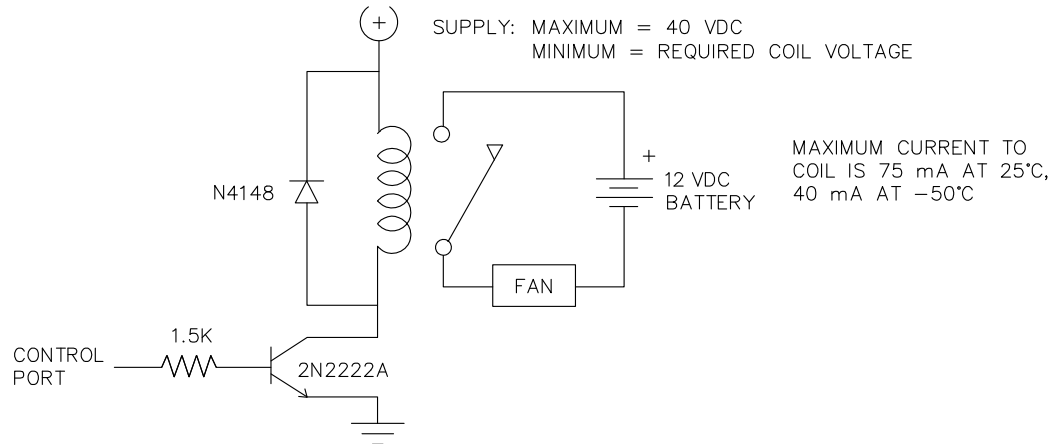 +
SUPPLY: MAXIMUM = 40 VDC
MINIMUM = REQUIRED COIL VOLTAGE
MAXIMUM CURRENT TO
COIL IS 75 mA AT 25°C,
40 mA AT −50°C
+
12 VDC
BATTERY
N4148
FAN
1.5K
CONTROL
PORT
2N2222A